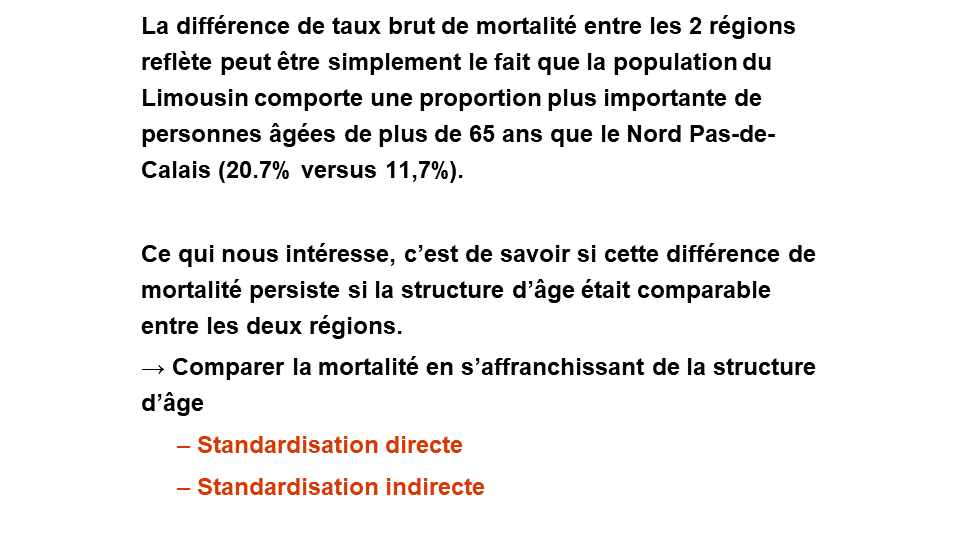 La différence de taux brut de mortalité entre les 2 régions
reflète peut être simplement le fait que la population du
Limousin comporte une proportion plus importante de
personnes âgées de plus de 65 ans que le Nord Pas-de-
Calais (20.7% versus 11,7%).
Ce qui nous intéresse, c’est de savoir si cette différence de
mortalité persiste si la structure d’âge était comparable
entre les deux régions.
→ Comparer la mortalité en s’affranchissant de la structure
d’âge
– Standardisation directe
– Standardisation indirecte